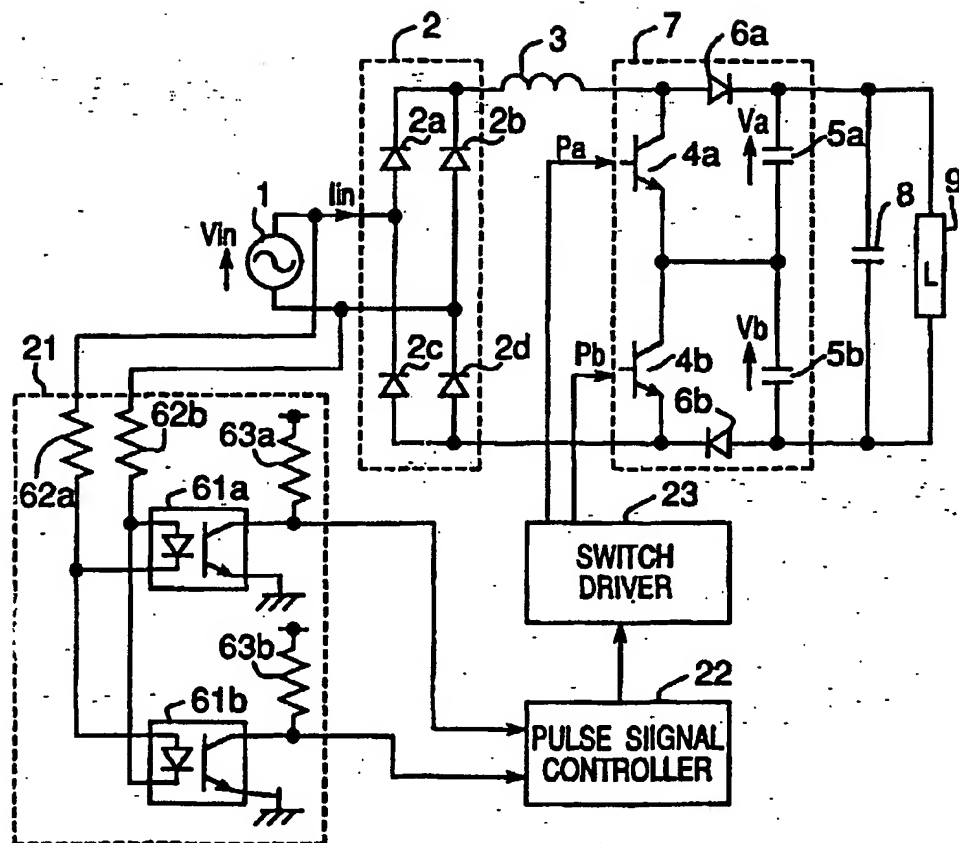 2 3 7 6a
2a 2b Va
Pa 4a 5a
1 Iin 8 9
Vin L
2c 2d Vb
21 Pb 4b 5b
62b 63a 6b
62a 61a 23
SWITCH
DRIVER
63b
61b 22
PULSE SIIGNAL
CONTROLLER